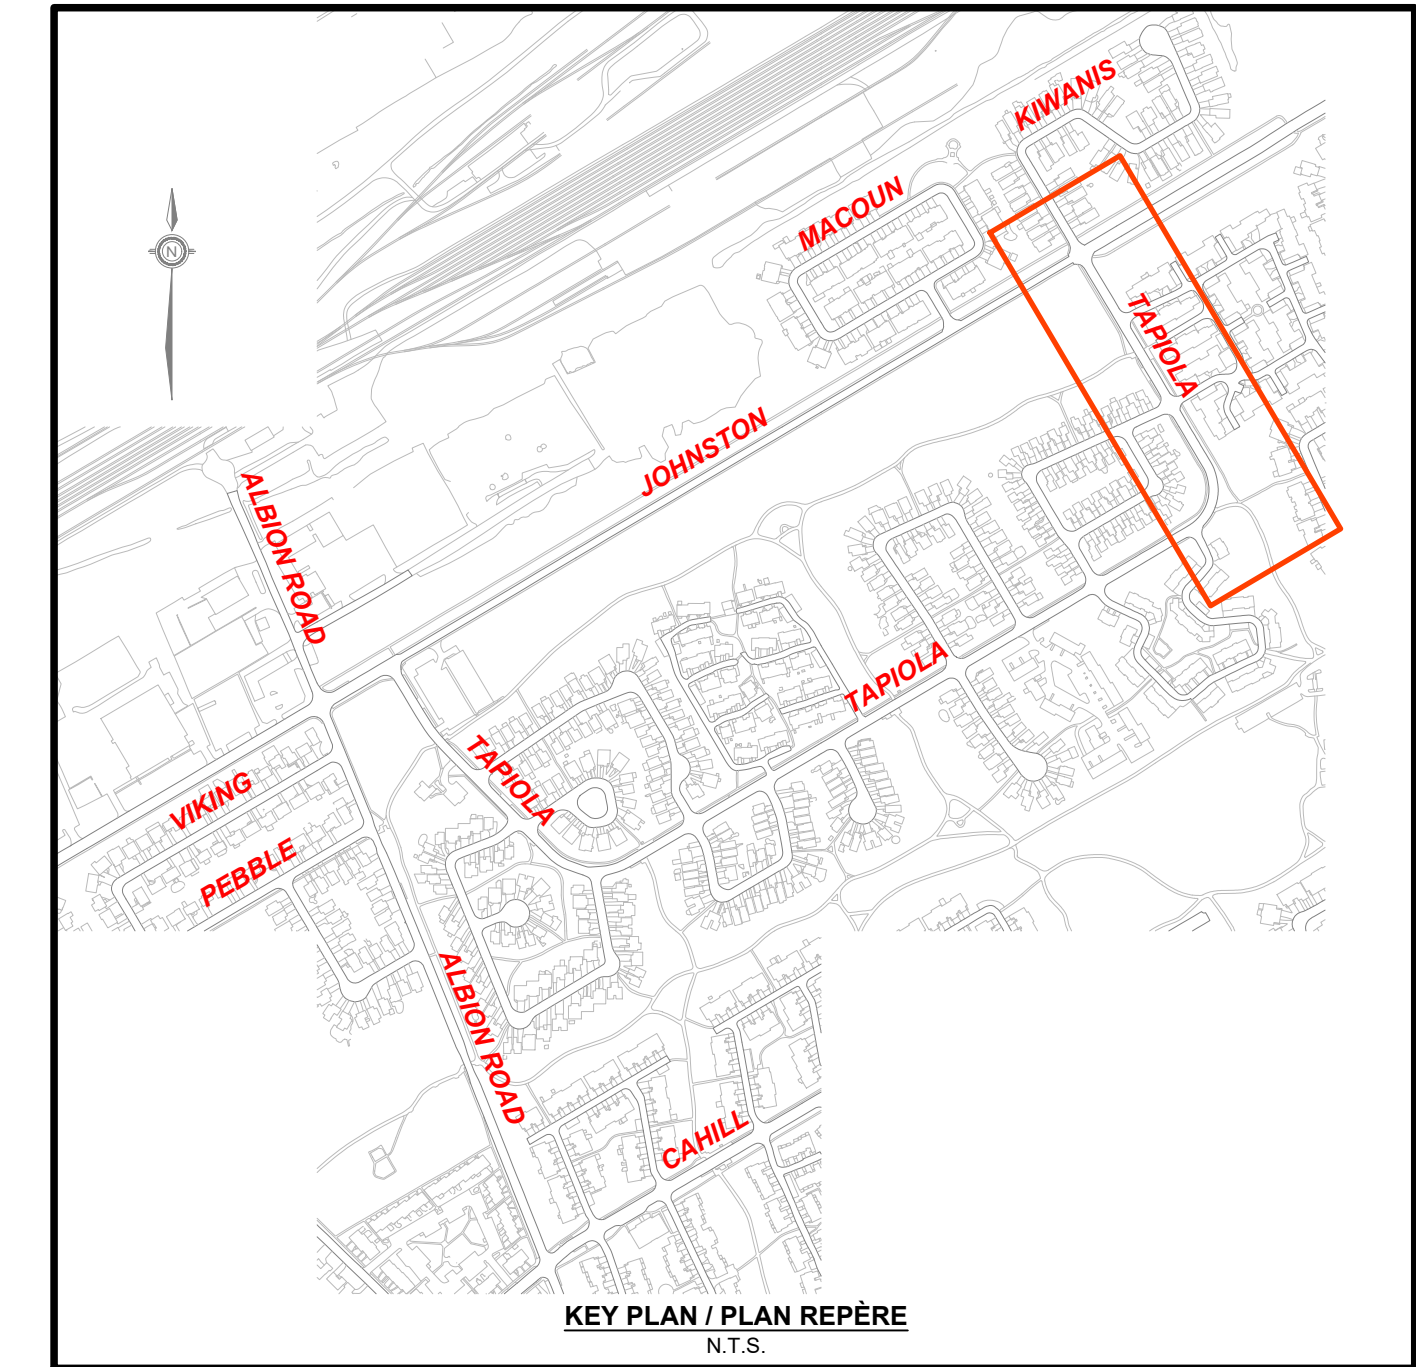 KIWANIS
MACOUN
N
TAPIOLA
JOHNSTON
ALBION ROAD
TAPIOLA
TAPIOLA
VIKING
PEBBLE
ALBION ROAD
CAHILL
KEY PLAN / PLAN REPÈRE
N.T.S.